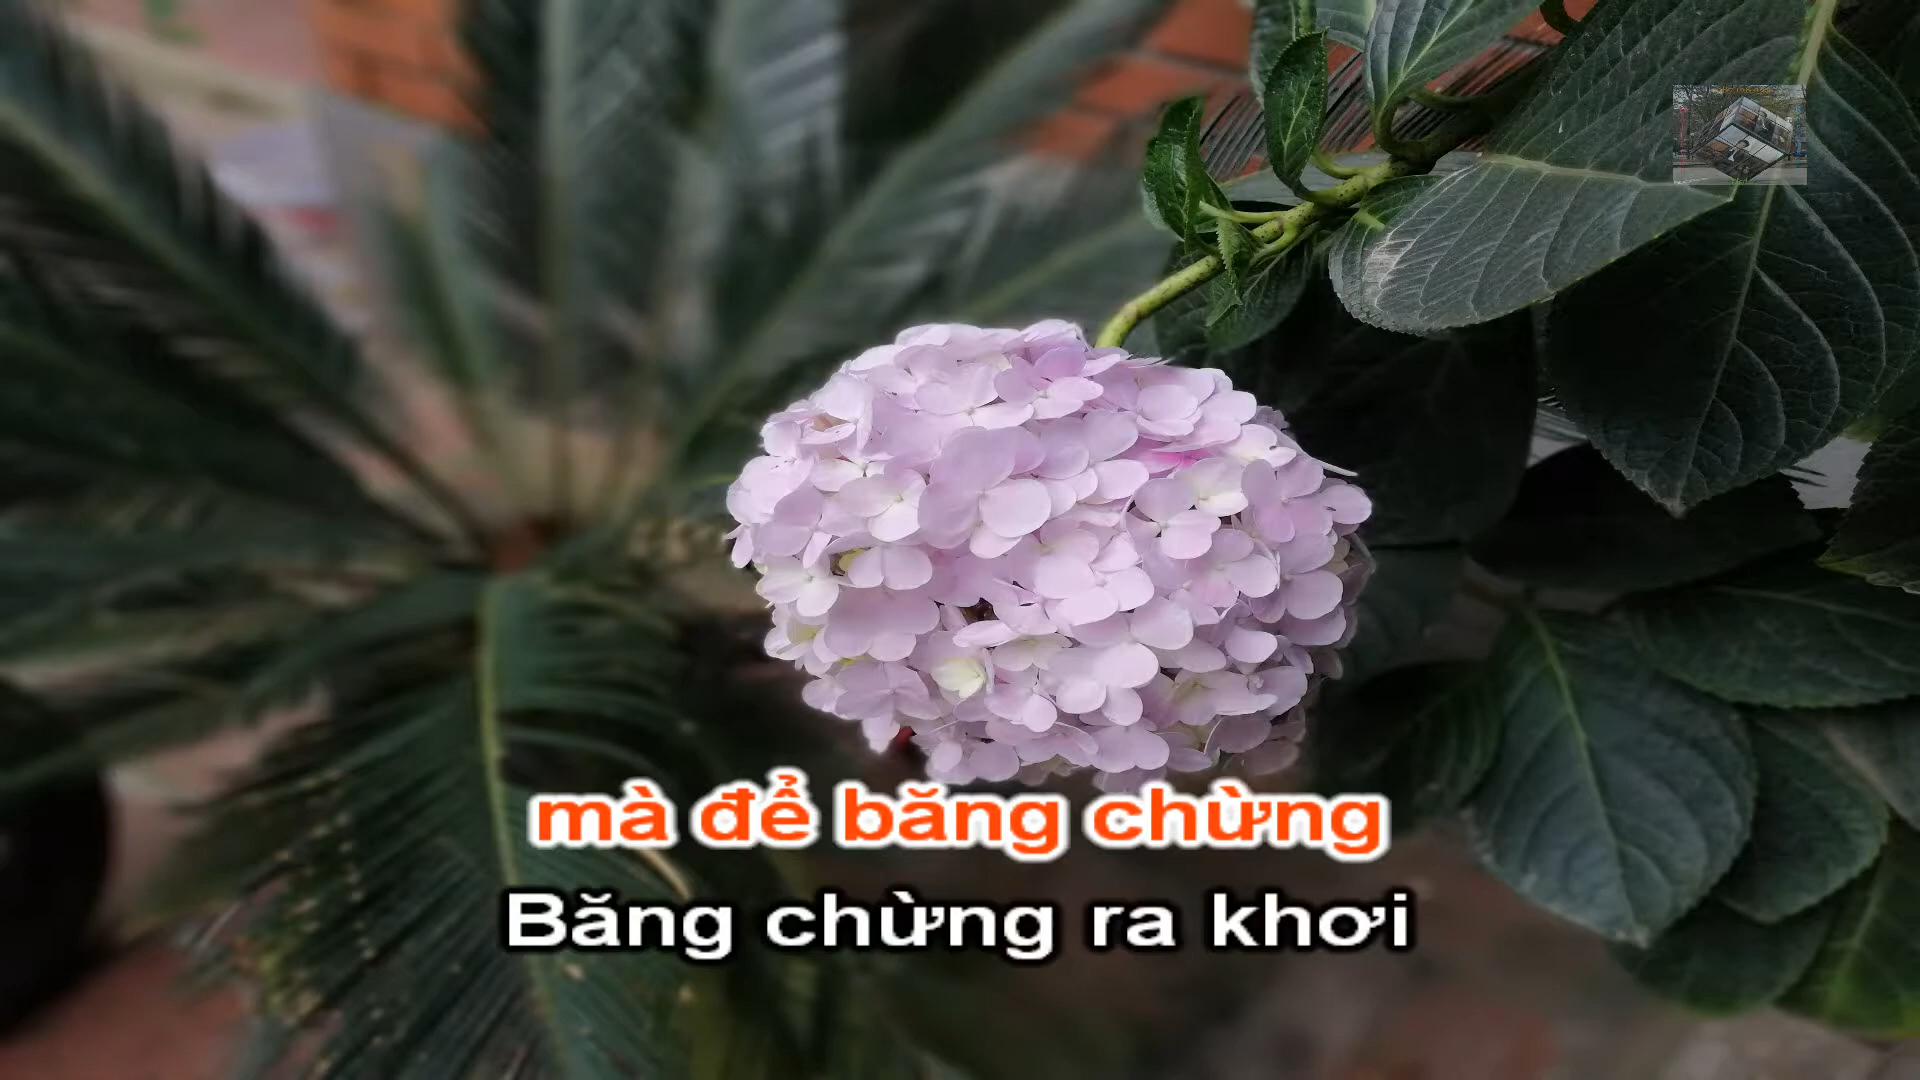 mà để băng chừng
Băng chừng ra khơi